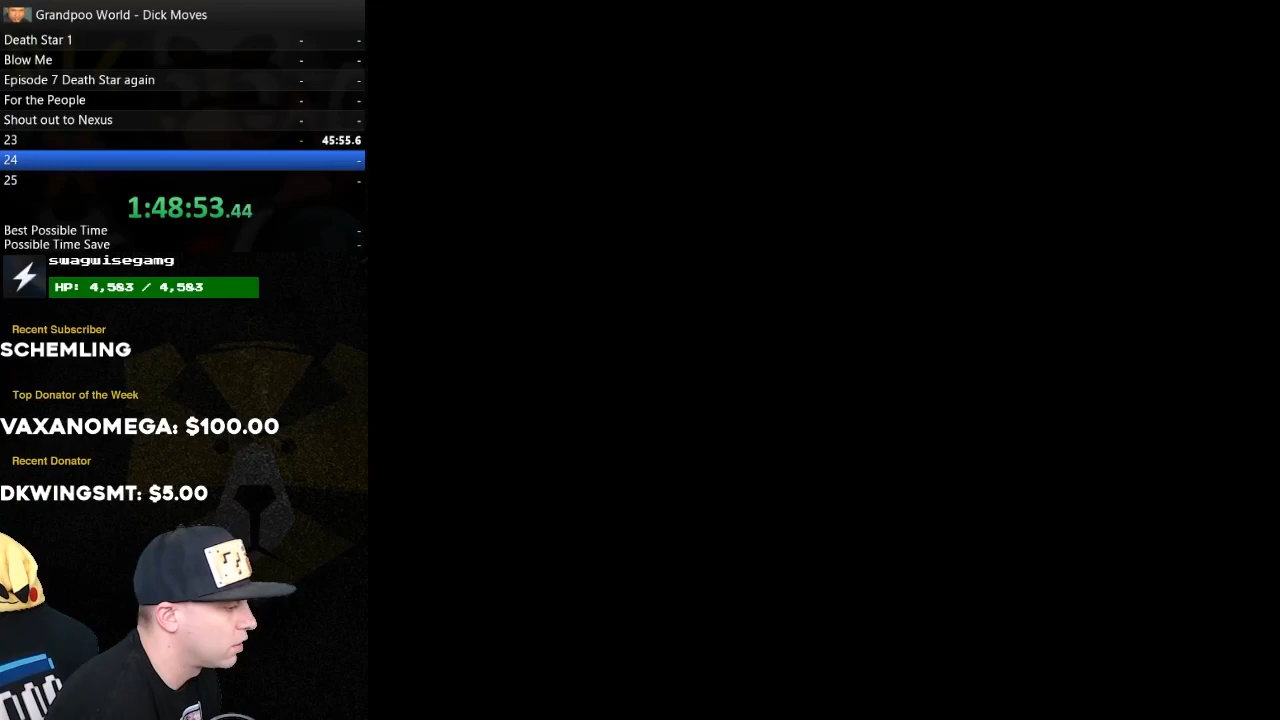 Grandpoo World - Dick Moves
Death Star 1 - -
Blow Me - -
Episode 7 Death Star again - -
For the People - -
Shout out to Nexus - -
23 - 45:55.6
24 -
25 -
1:48:53.44
Best Possible Time -
Possible Time Save -
swagwisegamg
HP: 4,503 / 4,503
Recent Subscriber
SCHEMLING
Top Donator of the Week
VAXANOMEGA: $100.00
Recent Donator
DKWINGSMT: $5.00